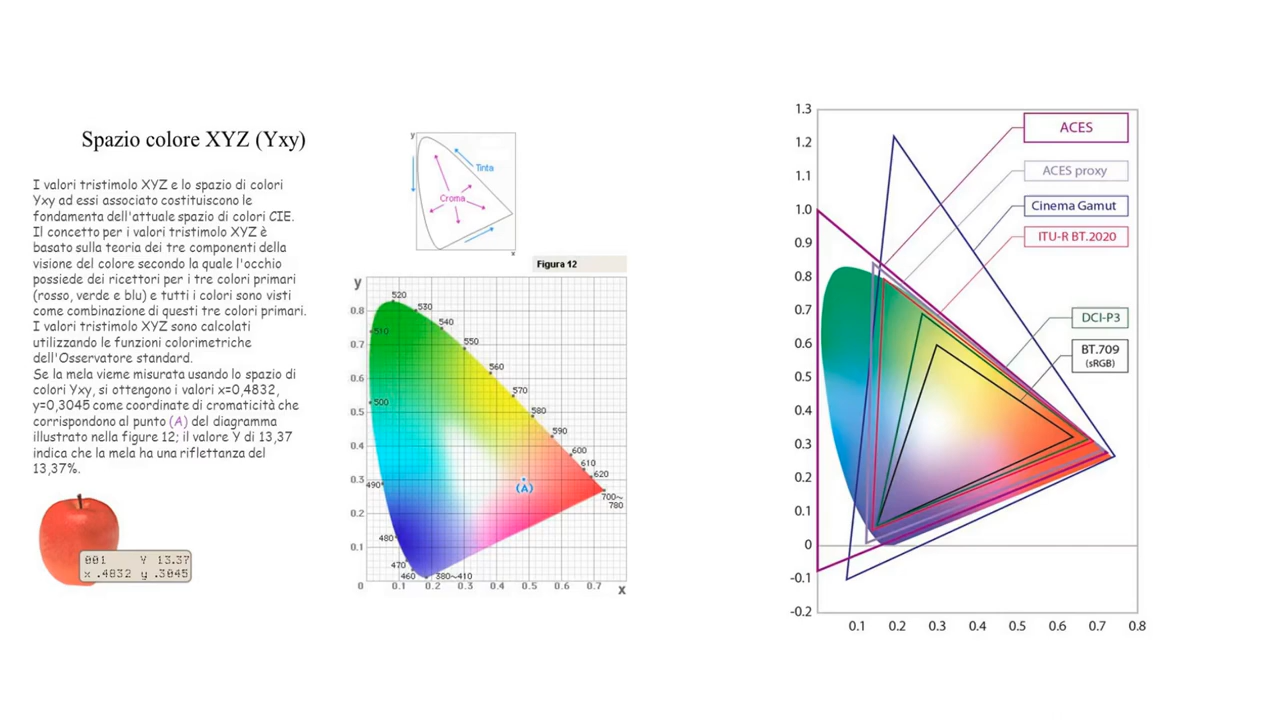 Spazio colore XYZ (Yxy)
I valori tristimolo XYZ e lo spazio di colori
Yxy ad essi associato costituiscono le
fondamenta dell'attuale spazio di colori CIE.
Il concetto per i valori tristimolo XYZ è
basato sulla teoria dei tre componenti della
visione del colore secondo la quale l'occhio
possiede dei ricettori per i tre colori primari
(rosso, verde e blu) e tutti i colori sono visti
come combinazione di questi tre colori primari.
I valori tristimolo XYZ sono calcolati
utilizzando le funzioni colorimetriche
dell'Osservatore standard.
Se la mela vieme misurata usando lo spazio di
colori Yxy, si ottengono i valori x=0,4832,
y=0,3045 come coordinate di cromaticità che
corrispondono al punto (A) del diagramma
illustrato nella figure 12; il valore Y di 13,37
indica che la mela ha una riflettanza del
13,37%.
001 Y 13.37
x .4832 y .3045
y
Tinta
Croma
x
Figura 12
y
520
530
0.8
540
510
550
0.7
560
0.6
570
500
580
0.5
590
0.4
600
610
620
0.3
490
(A)
700~
780
0.2
480
0.1
470
460
380~410
0 0.1 0.2 0.3 0.4 0.5 0.6 0.7 x
1.3
ACES
1.2
ACES proxy
1.1
Cinema Gamut
1.0
ITU-R BT.2020
0.9
0.8
0.7
DCI-P3
0.6
BT.709
(sRGB)
0.5
0.4
0.3
0.2
0.1
0
-0.1
-0.2
0.1 0.2 0.3 0.4 0.5 0.6 0.7 0.8